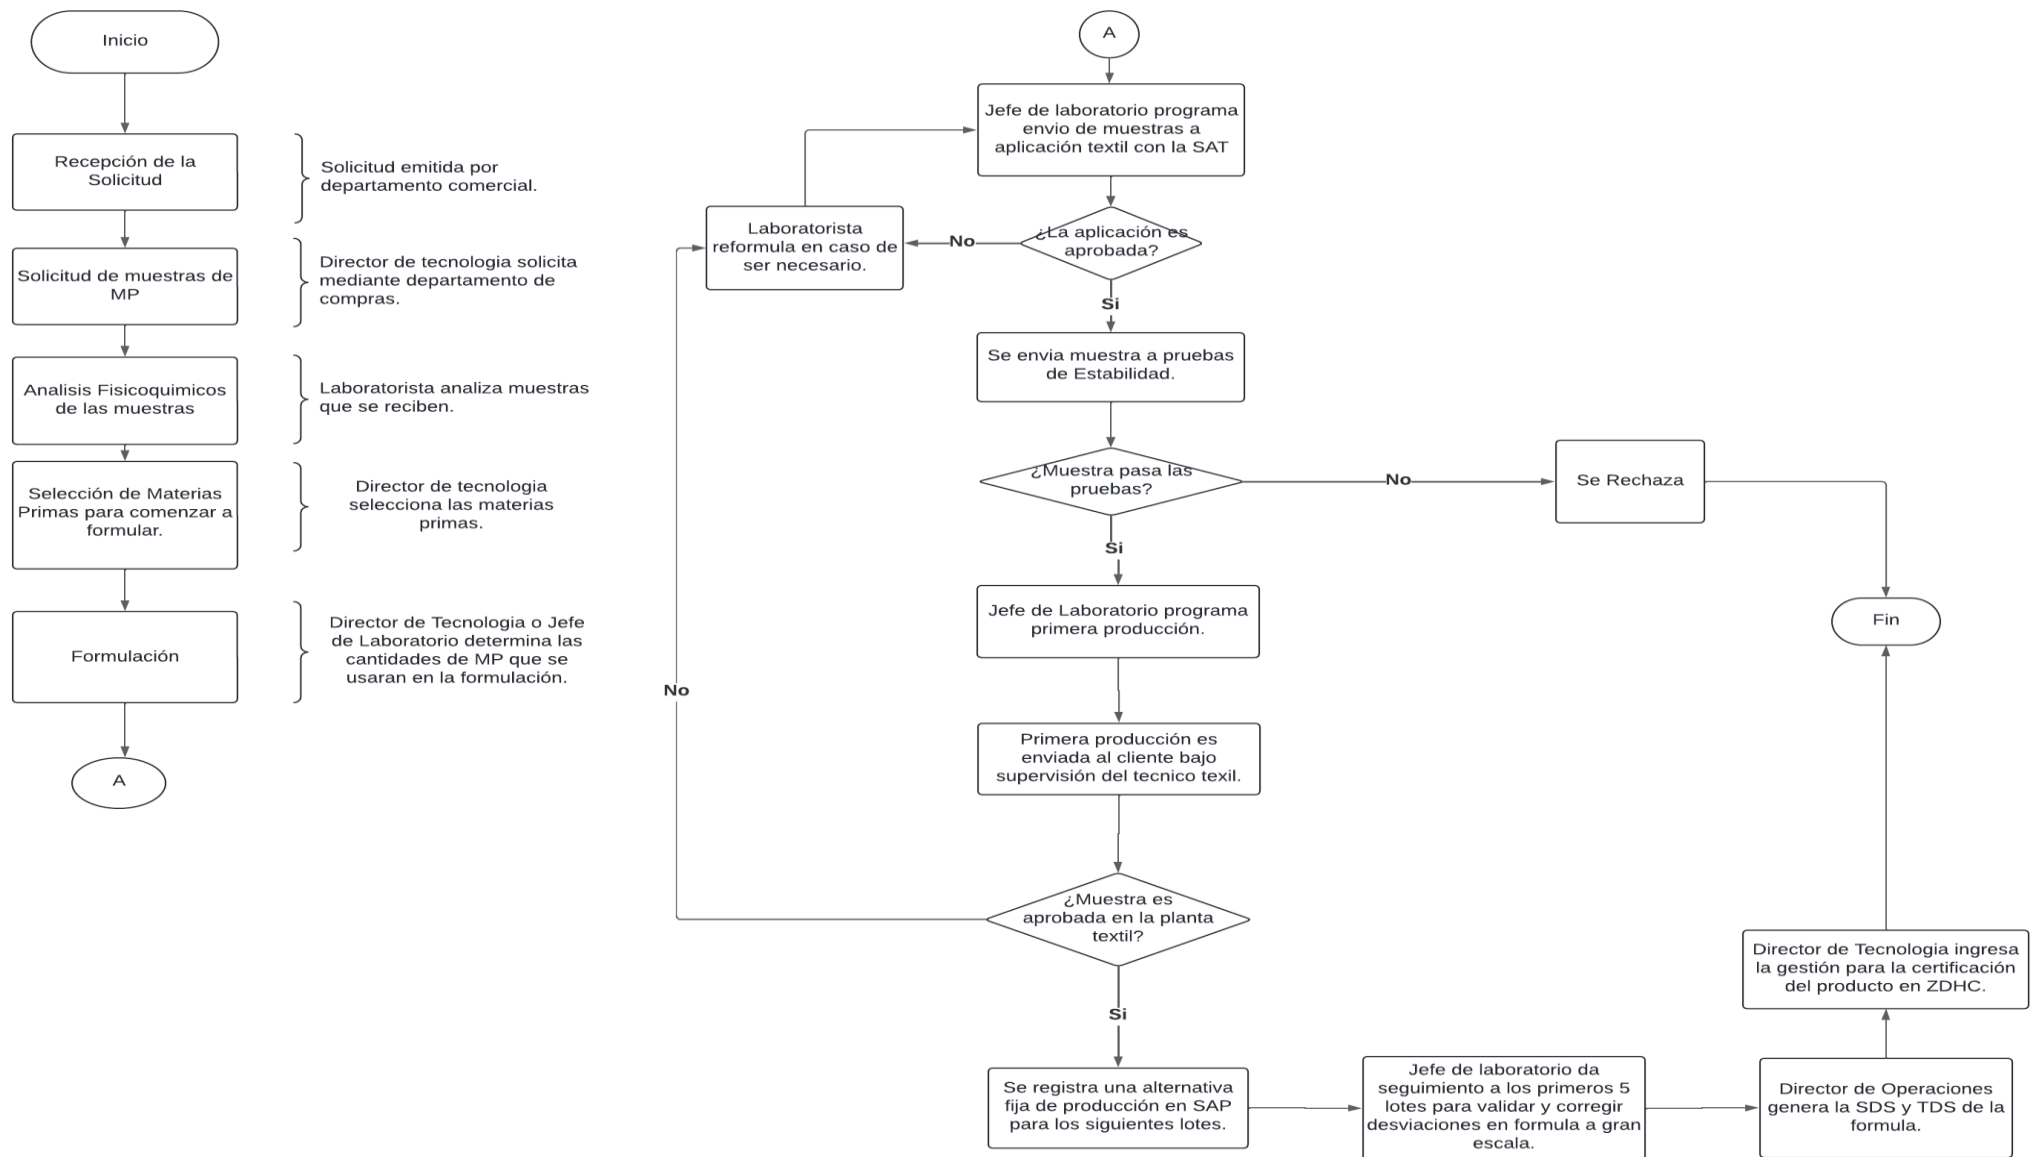 Inicio
Recepción de la
Solicitud
Solicitud emitida por
departamento comercial.
Solicitud de muestras de
MP
Director de tecnologia solicita
mediante departamento de
compras.
Analisis Fisicoquimicos
de las muestras
Laboratorista analiza muestras
que se reciben.
Selección de Materias
Primas para comenzar a
formular.
Director de tecnologia
selecciona las materias
primas.
Formulación
Director de Tecnologia o Jefe
de Laboratorio determina las
cantidades de MP que se
usaran en la formulación.
A
A
Jefe de laboratorio programa
envio de muestras a
aplicación textil con la SAT
¿La aplicación es
aprobada?
No
Laboratorista
reformula en caso de
ser necesario.
Si
Se envia muestra a pruebas
de Estabilidad.
¿Muestra pasa las
pruebas?
No
Se Rechaza
Si
Jefe de Laboratorio programa
primera producción.
Fin
Primera producción es
enviada al cliente bajo
supervisión del tecnico texil.
¿Muestra es
aprobada en la planta
textil?
No
Si
Se registra una alternativa
fija de producción en SAP
para los siguientes lotes.
Jefe de laboratorio da
seguimiento a los primeros 5
lotes para validar y corregir
desviaciones en formula a gran
escala.
Director de Operaciones
genera la SDS y TDS de la
formula.
Director de Tecnologia ingresa
la gestión para la certificación
del producto en ZDHC.